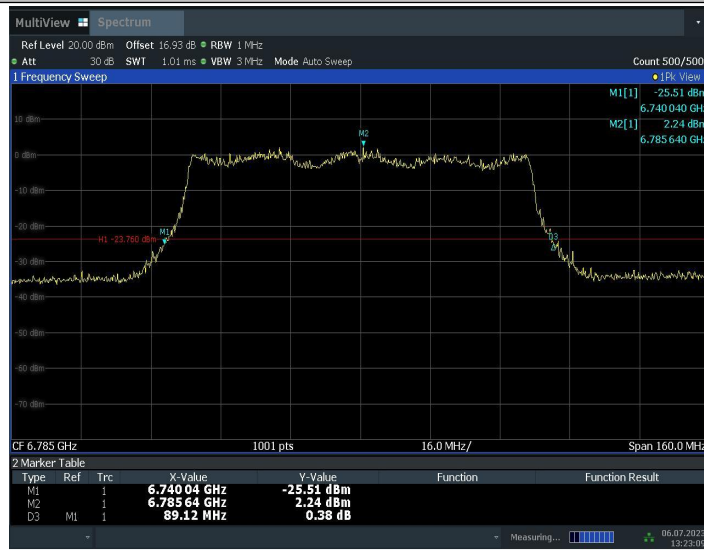 MultiView Spectrum
Ref Level 20.00 dBm Offset 16.93 dB RBW 1 MHz
Att 30 dB SWT 1.01 ms VBW 3 MHz Mode Auto Sweep Count 500/500
1 Frequency Sweep 1Pk View
M1[1] -25.51 dBm
6.740 040 GHz
M2[1] 2.24 dBm
6.785 640 GHz
10 dBm
M2
0 dBm
-10 dBm
-20 dBm
M1
H1 -23.760 dBm
D3
-30 dBm
-40 dBm
-50 dBm
-60 dBm
-70 dBm
CF 6.785 GHz 1001 pts 16.0 MHz/ Span 160.0 MHz
2 Marker Table
Type Ref Trc X-Value Y-Value Function Function Result
M1 1 6.740 04 GHz -25.51 dBm
M2 1 6.785 64 GHz 2.24 dBm
D3 M1 1 89.12 MHz 0.38 dB
Measuring... 06.07.2023
13:23:09